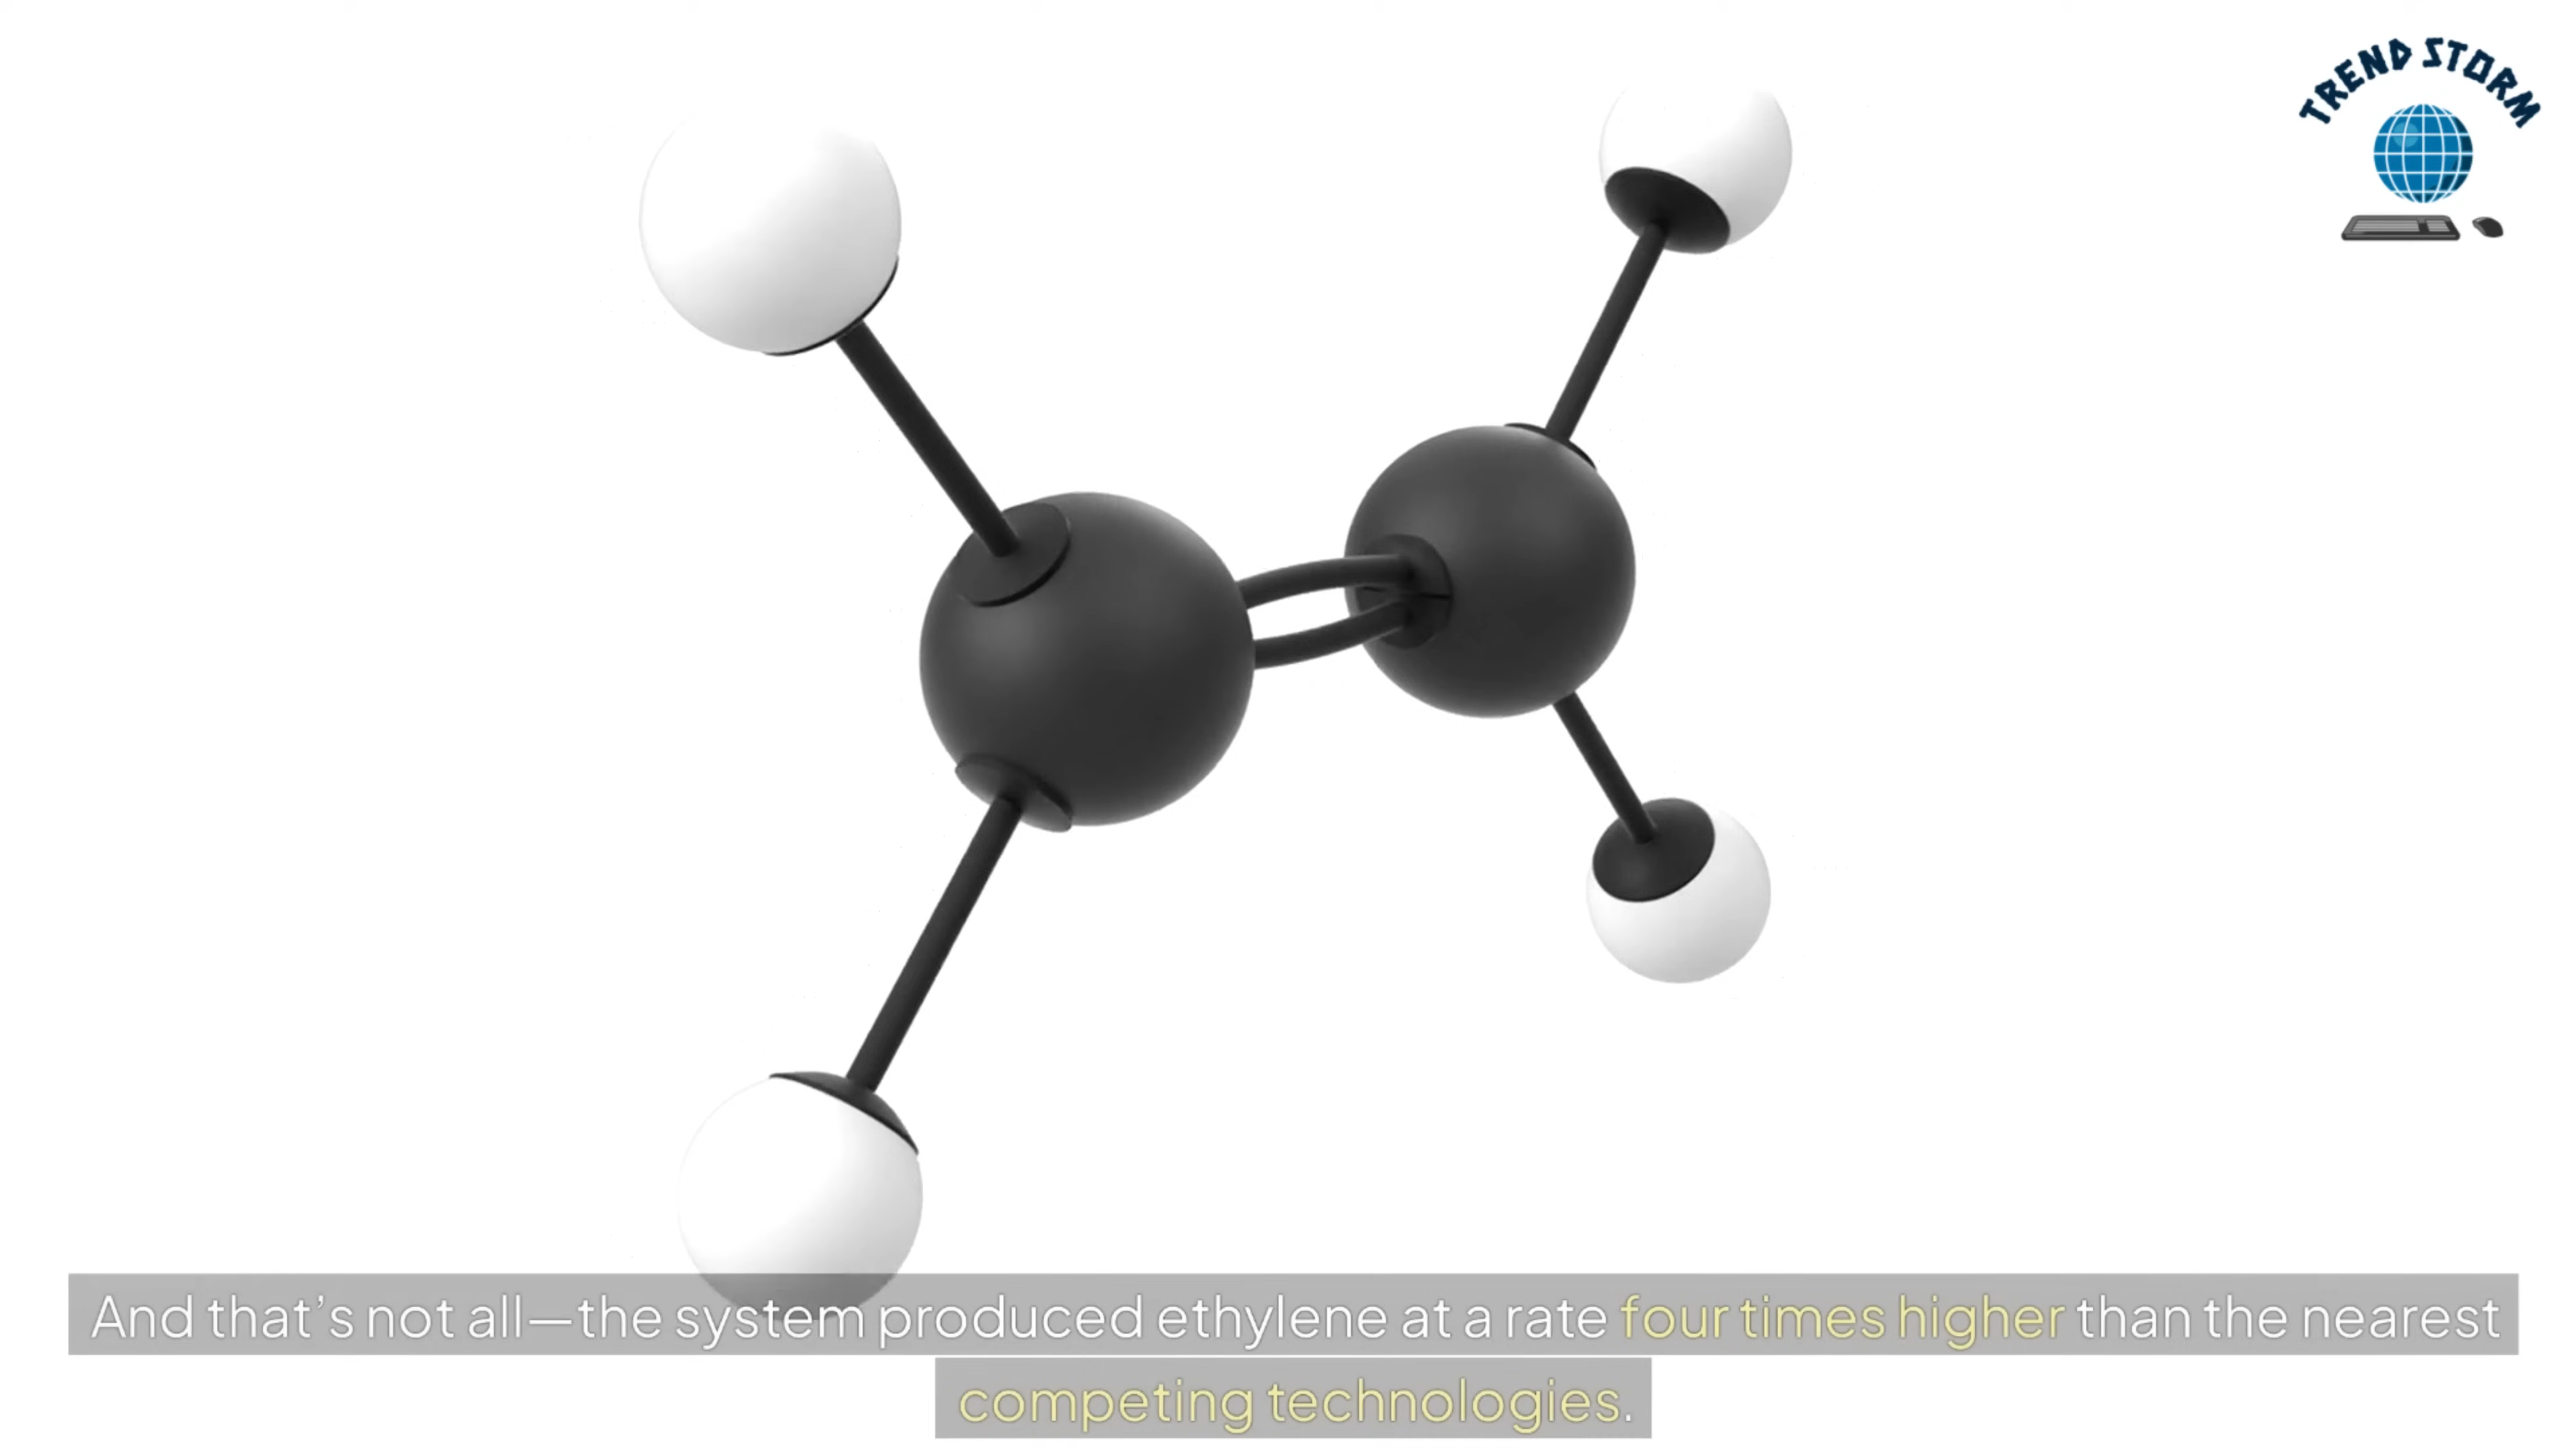 TREND STORM
And that’s not all—the system produced ethylene at a rate four times higher than the nearest
competing technologies.